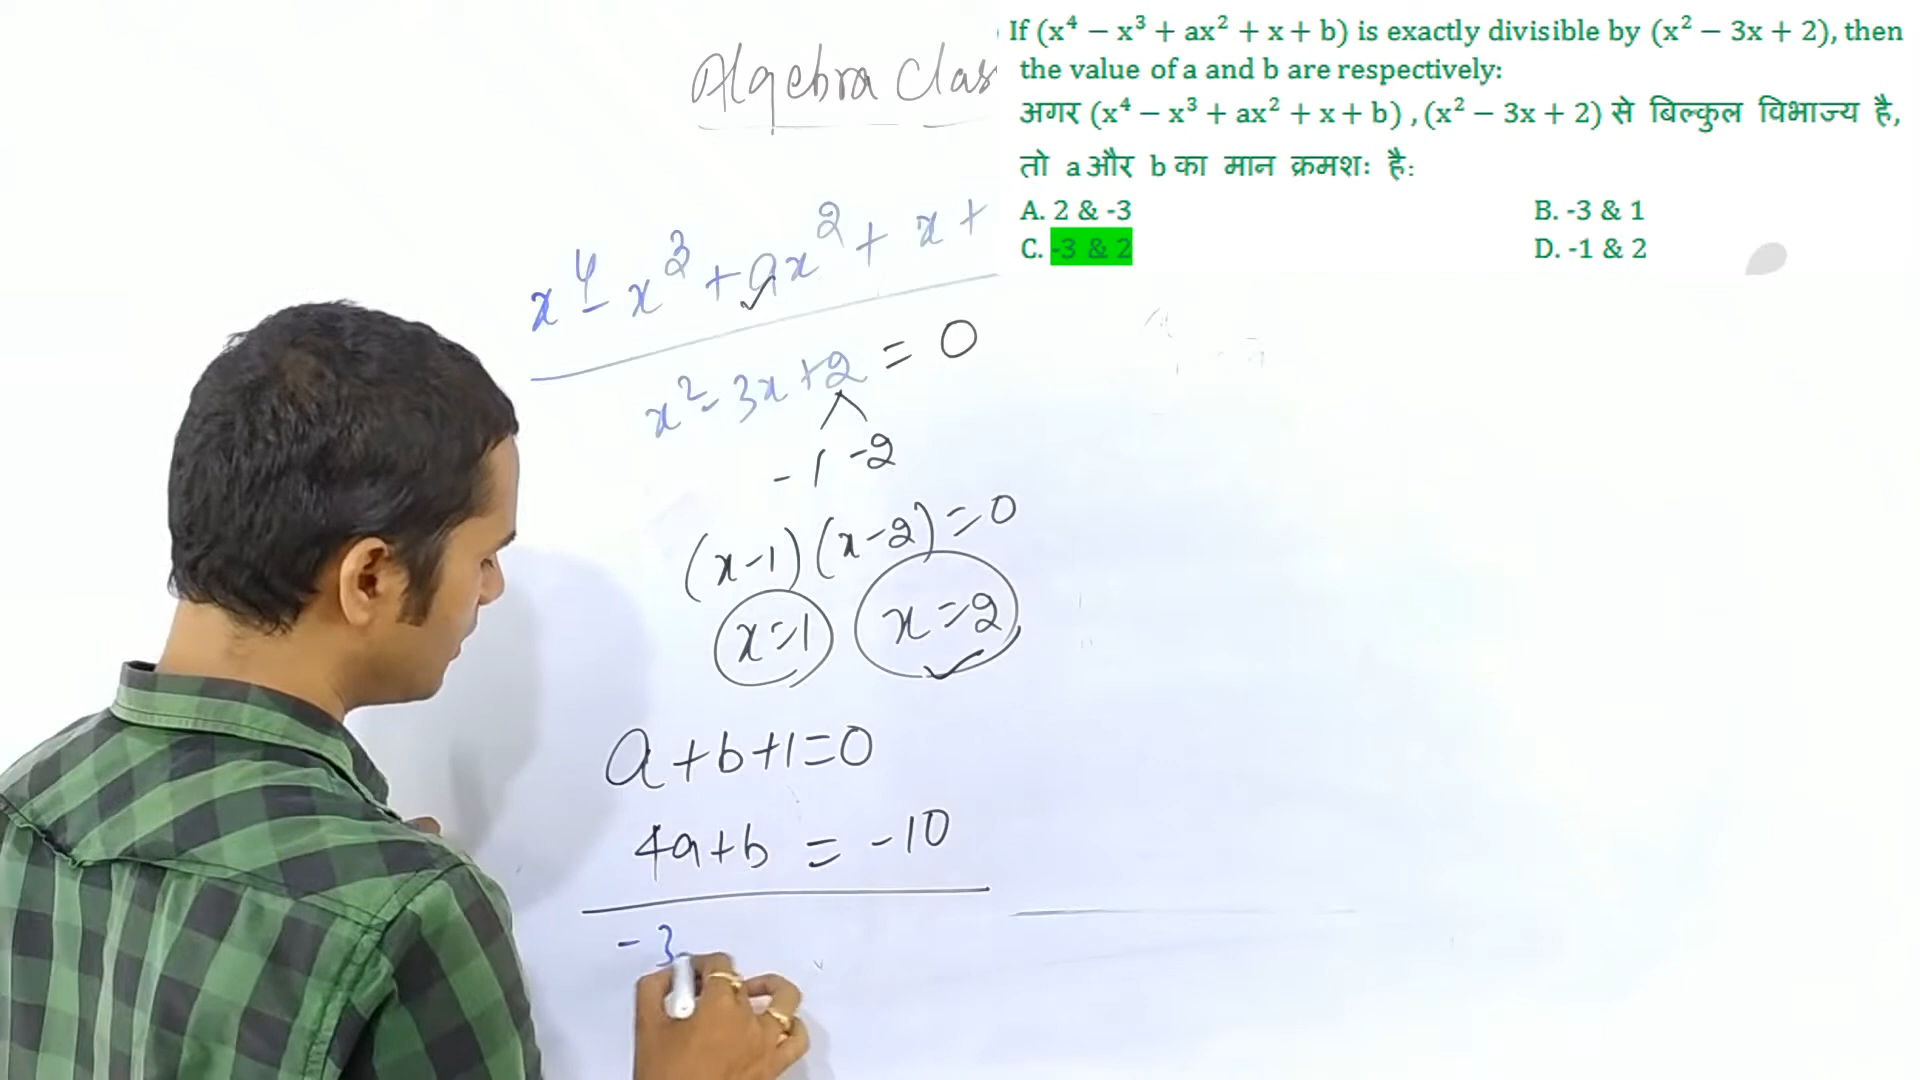 Algebra Clas
If (x⁴ − x³ + ax² + x + b) is exactly divisible by (x² − 3x + 2), then
the value of a and b are respectively:
अगर (x⁴ − x³ + ax² + x + b) , (x² − 3x + 2) से बिल्कुल विभाज्य है,
तो a और b का मान क्रमशः है:
A. 2 & -3 B. -3 & 1
C. -3 & 2 D. -1 & 2
x⁴ - x³ + ax² + x +
x² - 3x + 2 = 0
-1 -2
(x-1) (x-2) = 0
x=1 x=2
a+b+1=0
4a+b = -10
-3